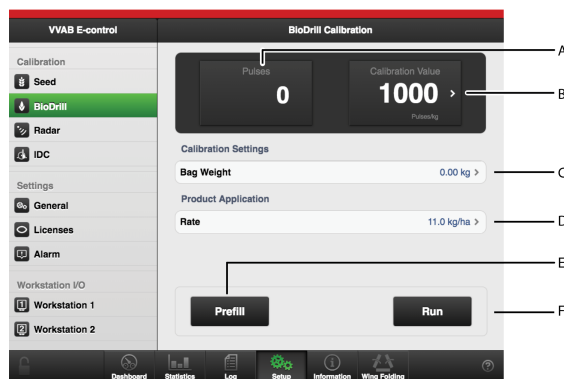 VVAB E-control
BioDrill Calibration
Calibration
Seed
BioDrill
Radar
IDC
Settings
General
Licenses
Alarm
Workstation I/O
1 Workstation 1
2 Workstation 2
Pulses
0
Calibration Value
1000 >
Pulses/kg
Calibration Settings
Bag Weight 0.00 kg >
Product Application
Rate 11.0 kg/ha >
Prefill Run
A
B
C
D
E
F
Dashboard Statistics Log Setup Information Wing Folding ?